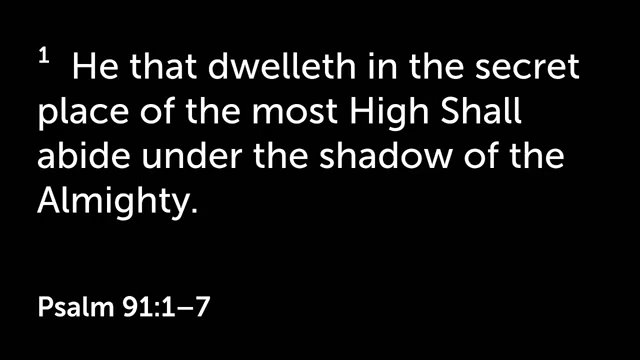 1 He that dwelleth in the secret
place of the most High Shall
abide under the shadow of the
Almighty.
Psalm 91:1–7